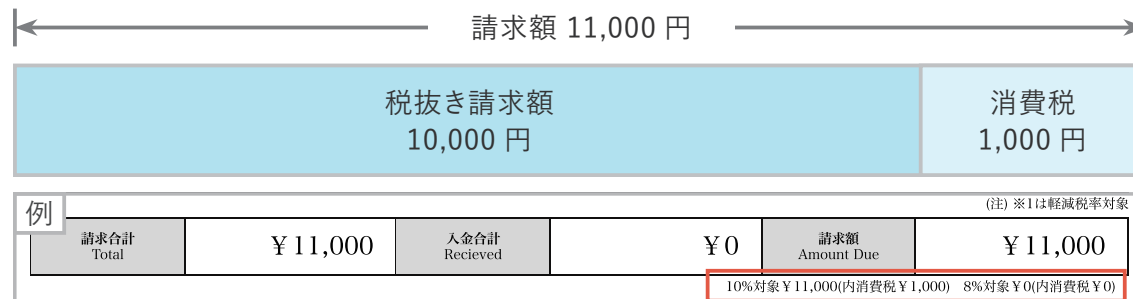 請求額 11,000 円
税抜き請求額
10,000 円
消費税
1,000 円
例
(注) ※1は軽減税率対象
請求合計
Total
¥11,000
入金合計
Recieved
¥0
請求額
Amount Due
¥11,000
10%対象¥11,000(内消費税¥1,000) 8%対象¥0(内消費税¥0)